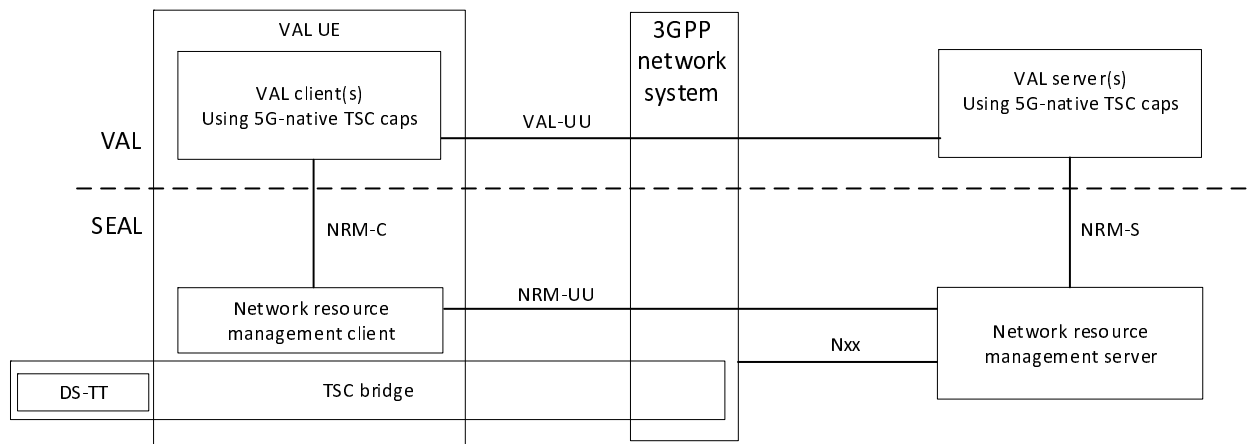 VAL UE
3GPP
network
system
VAL client(s)
Using 5G-native TSC caps
VAL server(s)
Using 5G-native TSC caps
VAL-UU
VAL
SEAL
NRM-C
NRM-S
NRM-UU
Network resource
management client
Network resource
management server
Nxx
DS-TT
TSC bridge